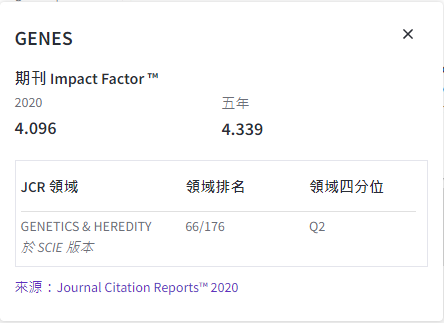 GENES
×
期刊 Impact Factor ™
2020 五年
4.096 4.339
JCR 領域 領域排名 領域四分位
GENETICS & HEREDITY 66/176 Q2
於 SCIE 版本
來源：Journal Citation Reports™ 2020